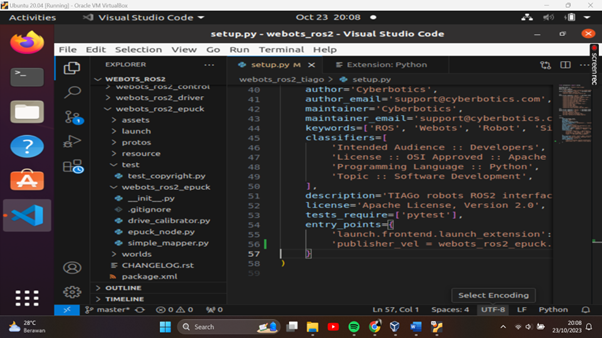 Ubuntu 20.04 [Running] - Oracle VM VirtualBox
Activities
Visual Studio Code
Oct 23 20:08
setup.py - webots_ros2 - Visual Studio Code
File Edit Selection View Go Run Terminal Help
EXPLORER
WEBOTS_ROS2
webots_ros2_control
webots_ros2_driver
webots_ros2_epuck
assets
launch
protos
resource
test
test_copyright.py
webots_ros2_epuck
__init__.py
.gitignore
drive_calibrator.py
epuck_node.py
simple_mapper.py
worlds
CHANGELOG.rst
package.xml
OUTLINE
TIMELINE
setup.py M
Extension: Python
webots_ros2_tiago > setup.py
40 author='Cyberbotics',
41 author_email='support@cyberbotics.com',
42 maintainer='Cyberbotics',
43 maintainer_email='support@cyberbotics.c
44 keywords=['ROS', 'Webots', 'Robot', 'Si
45 classifiers=[
46 'Intended Audience :: Developers',
47 'License :: OSI Approved :: Apache
48 'Programming Language :: Python',
49 'Topic :: Software Development',
50 ],
51 description='TIAGo robots ROS2 interfac
52 license='Apache License, Version 2.0',
53 tests_require=['pytest'],
54 entry_points={
55 'launch.frontend.launch_extension':
56 'publisher_vel = webots_ros2_epuck.
57 }
58 )
59
screenrec
Select Encoding
master* 0 0 0 Ln 57, Col 1 Spaces: 4 UTF-8 LF Python
28°C
Berawan
Search
20:08
23/10/2023